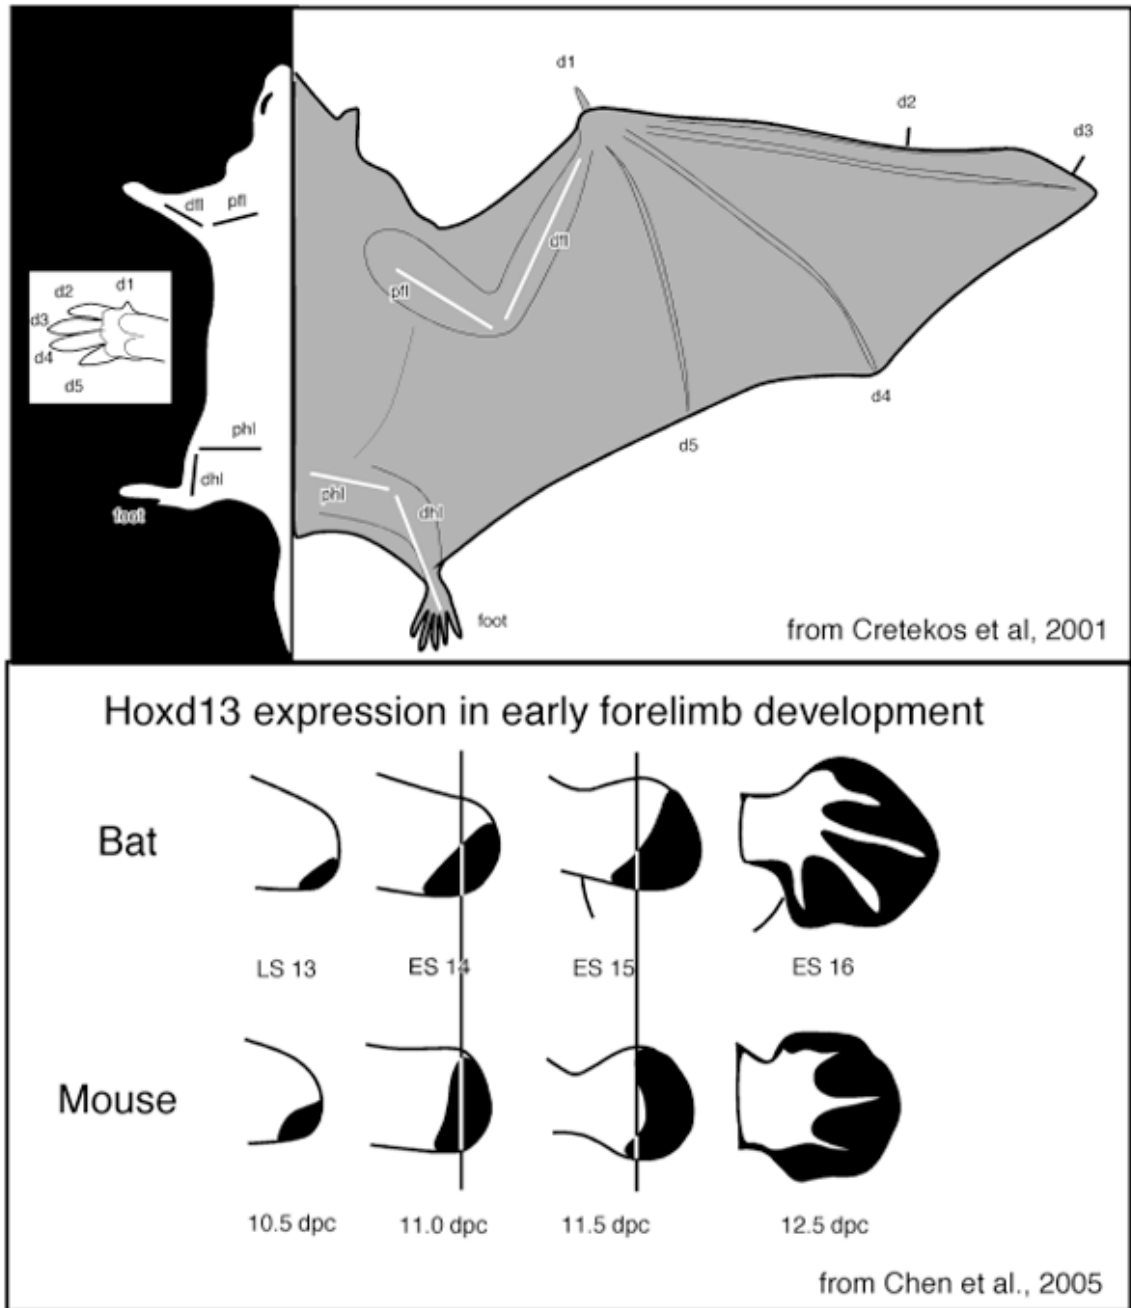 d1
d2
d3
dfl
pfl
dfl
pfl
d1
d2
d3
d4
d5
d4
d5
phl
dhl
phl
dhl
foot
foot
from Cretekos et al, 2001
Hoxd13 expression in early forelimb development
Bat
LS 13
ES 14
ES 15
ES 16
Mouse
10.5 dpc
11.0 dpc
11.5 dpc
12.5 dpc
from Chen et al., 2005